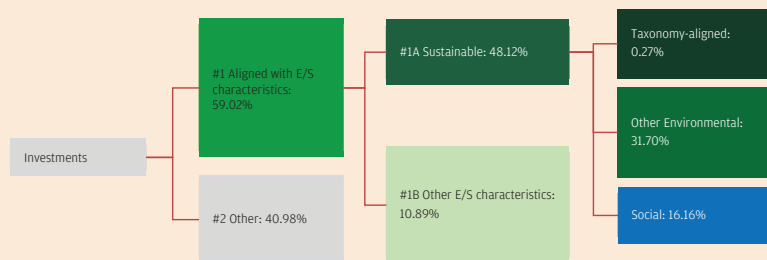 Investments
#1 Aligned with E/S
characteristics:
59.02%
#2 Other: 40.98%
#1A Sustainable: 48.12%
#1B Other E/S characteristics:
10.89%
Taxonomy-aligned:
0.27%
Other Environmental:
31.70%
Social: 16.16%